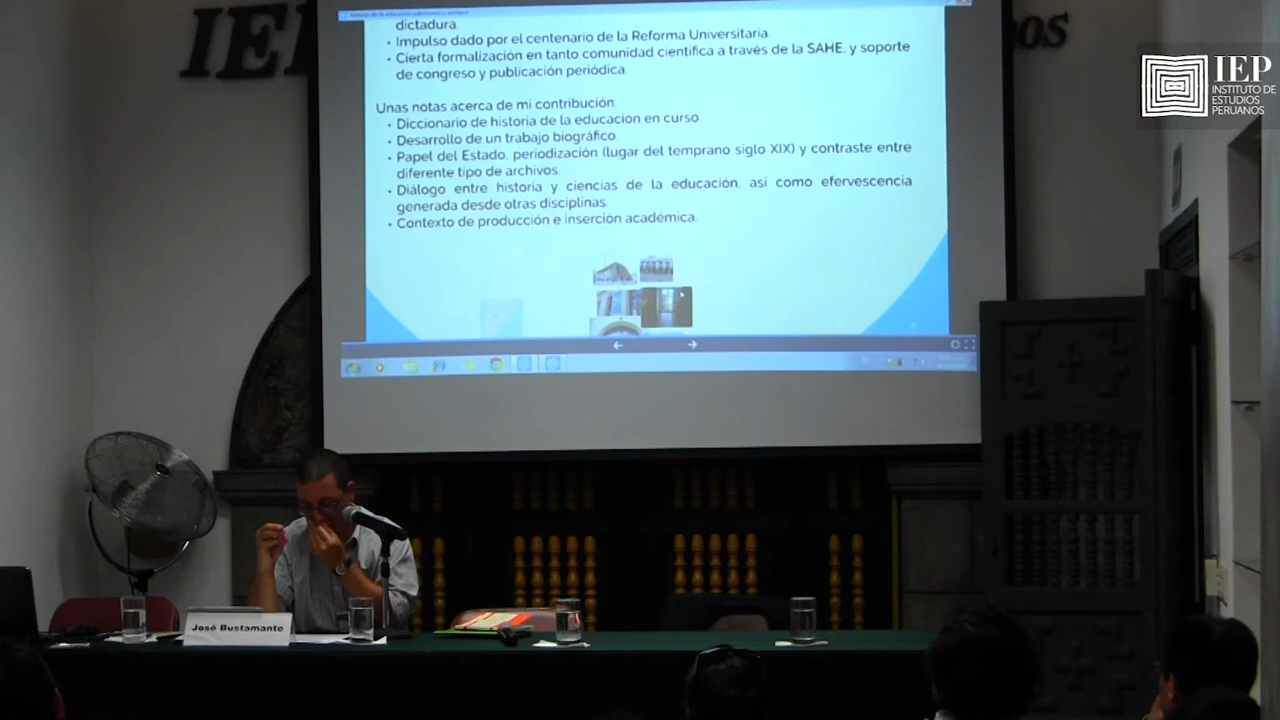 dictadura.
• Impulso dado por el centenario de la Reforma Universitaria.
• Cierta formalización en tanto comunidad científica a través de la SAHE, y soporte
de congreso y publicación periódica.
Unas notas acerca de mi contribución:
• Diccionario de historia de la educación en curso.
• Desarrollo de un trabajo biográfico.
• Papel del Estado, periodización (lugar del temprano siglo XIX) y contraste entre
diferente tipo de archivos.
• Diálogo entre historia y ciencias de la educación, así como efervescencia
generada desde otras disciplinas.
• Contexto de producción e inserción académica.
IEP
INSTITUTO DE
ESTUDIOS
PERUANOS
José Bustamante